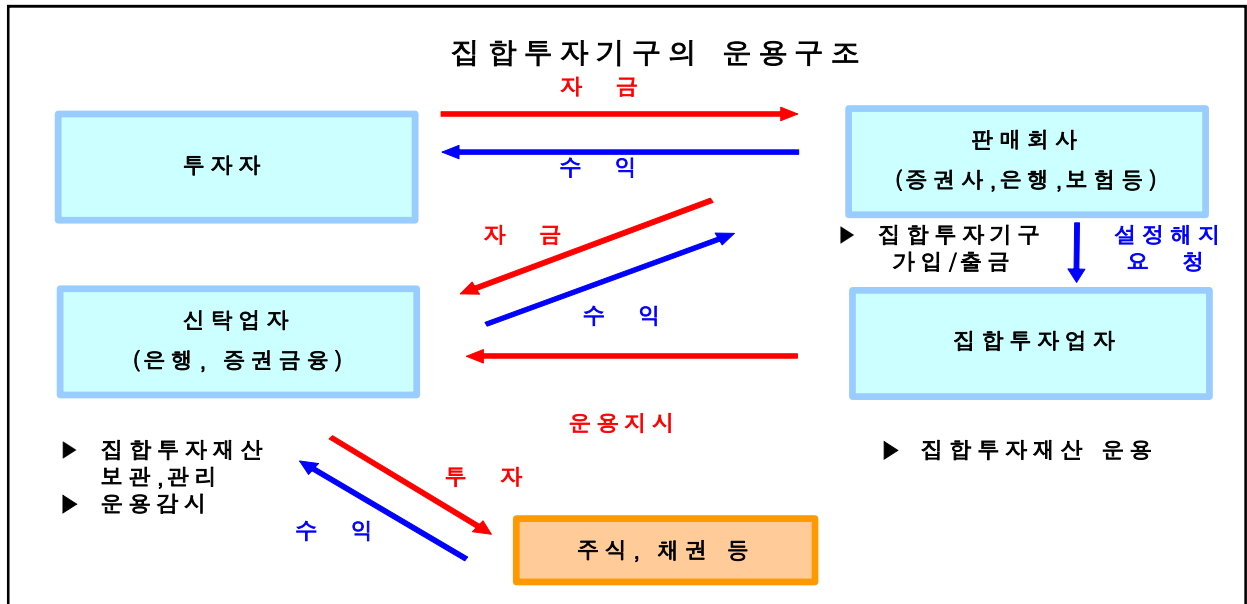 집합투자기구의 운용구조
자 금
투자자
수 익
판매회사
(증권사,은행,보험등)
자 금
▶ 집합투자기구
가입/출금
설정해지
요 청
신탁업자
(은행, 증권금융)
수 익
집합투자업자
운용지시
▶ 집합투자재산
보관,관리
▶ 운용감시
▶ 집합투자재산 운용
투 자
수 익
주식, 채권 등